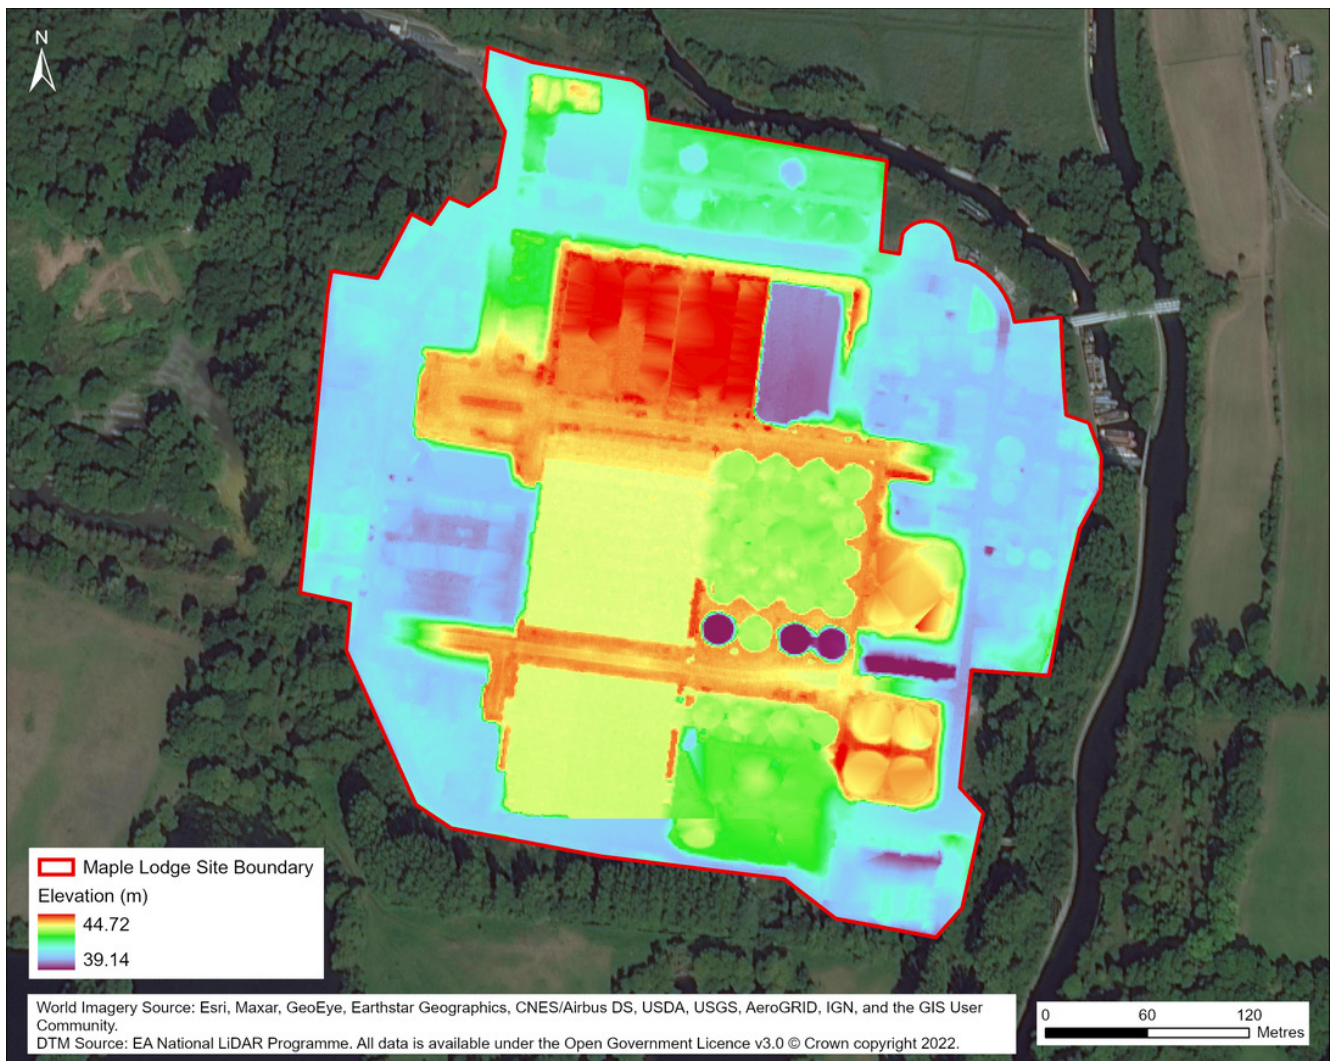 N
Maple Lodge Site Boundary
Elevation (m)
44.72
39.14
World Imagery Source: Esri, Maxar, GeoEye, Earthstar Geographics, CNES/Airbus DS, USDA, USGS, AeroGRID, IGN, and the GIS User
Community.
DTM Source: EA National LiDAR Programme. All data is available under the Open Government Licence v3.0 © Crown copyright 2022.
0 60 120
Metres